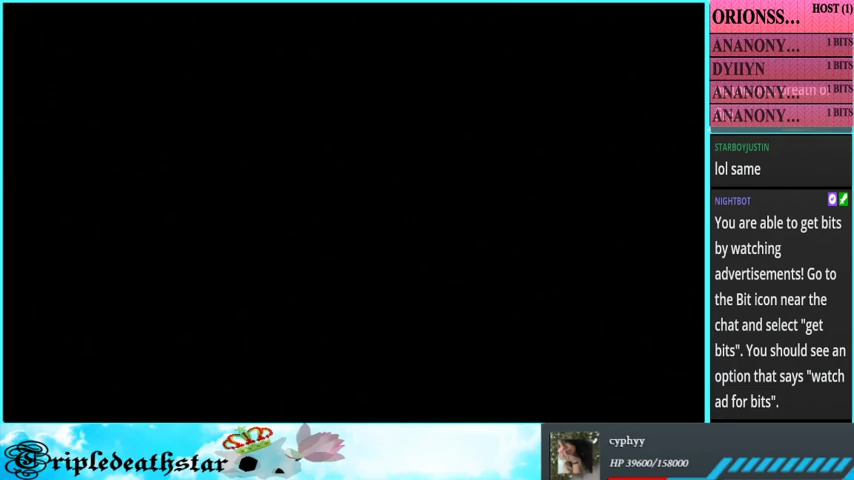 ORIONSS... HOST (1)
ANANONY... 1 BITS
DYIIYN 1 BITS
ANANONY... 1 BITS
ANANONY... 1 BITS
STARBOYJUSTIN
lol same
NIGHTBOT
You are able to get bits
by watching
advertisements! Go to
the Bit icon near the
chat and select "get
bits". You should see an
option that says "watch
ad for bits".
Tripledeathstar
cyphyy
HP 39600/158000